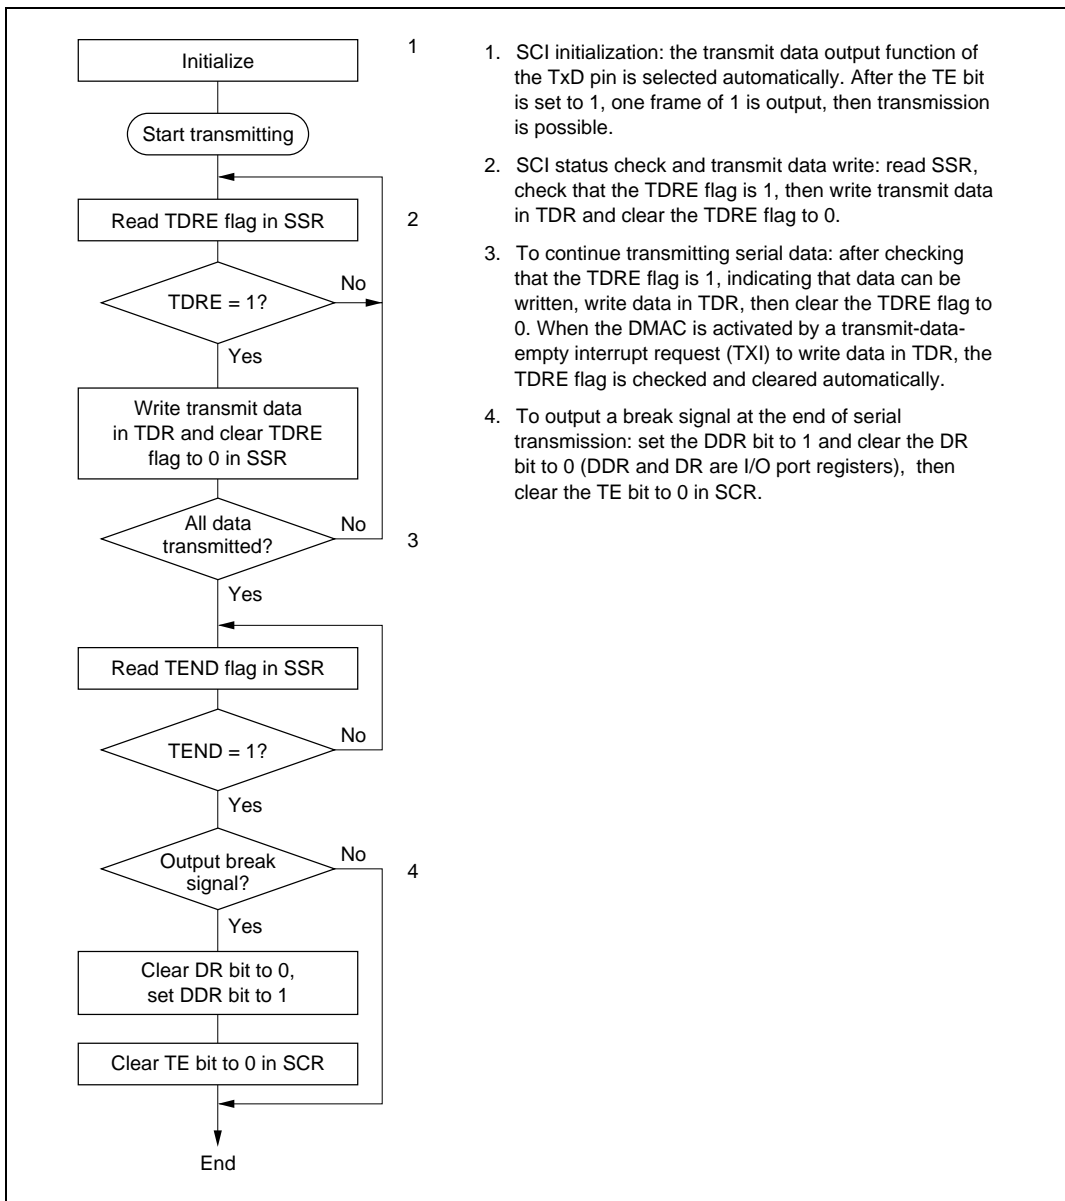 Initialize
1
Start transmitting
Read TDRE flag in SSR
2
TDRE = 1?
No
Yes
Write transmit data
in TDR and clear TDRE
flag to 0 in SSR
All data
transmitted?
No
3
Yes
Read TEND flag in SSR
TEND = 1?
No
Yes
Output break
signal?
No
4
Yes
Clear DR bit to 0,
set DDR bit to 1
Clear TE bit to 0 in SCR
End
1. SCI initialization: the transmit data output function of
the TxD pin is selected automatically. After the TE bit
is set to 1, one frame of 1 is output, then transmission
is possible.
2. SCI status check and transmit data write: read SSR,
check that the TDRE flag is 1, then write transmit data
in TDR and clear the TDRE flag to 0.
3. To continue transmitting serial data: after checking
that the TDRE flag is 1, indicating that data can be
written, write data in TDR, then clear the TDRE flag to
0. When the DMAC is activated by a transmit-data-
empty interrupt request (TXI) to write data in TDR, the
TDRE flag is checked and cleared automatically.
4. To output a break signal at the end of serial
transmission: set the DDR bit to 1 and clear the DR
bit to 0 (DDR and DR are I/O port registers), then
clear the TE bit to 0 in SCR.